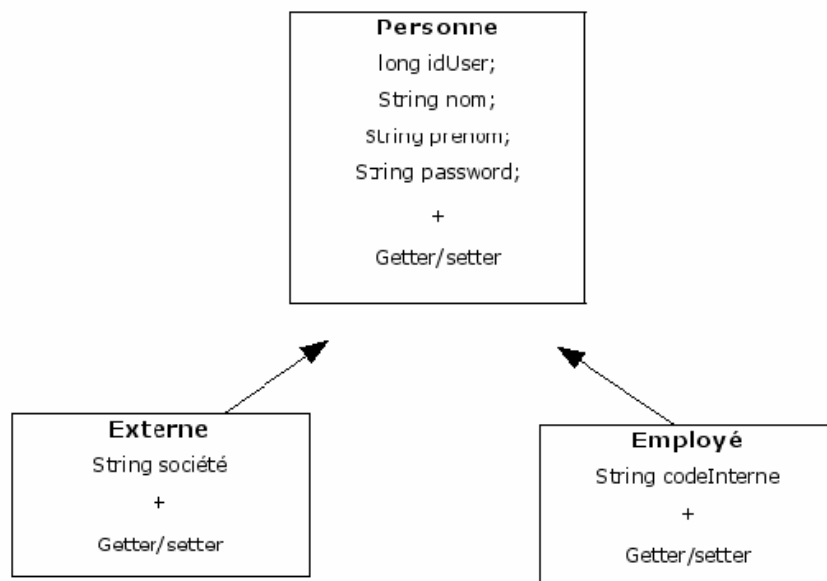 Personne
long idUser;
String nom;
String prenom;
String password;
+
Getter/setter
Externe
String société
+
Getter/setter
Employé
String codeInterne
+
Getter/setter